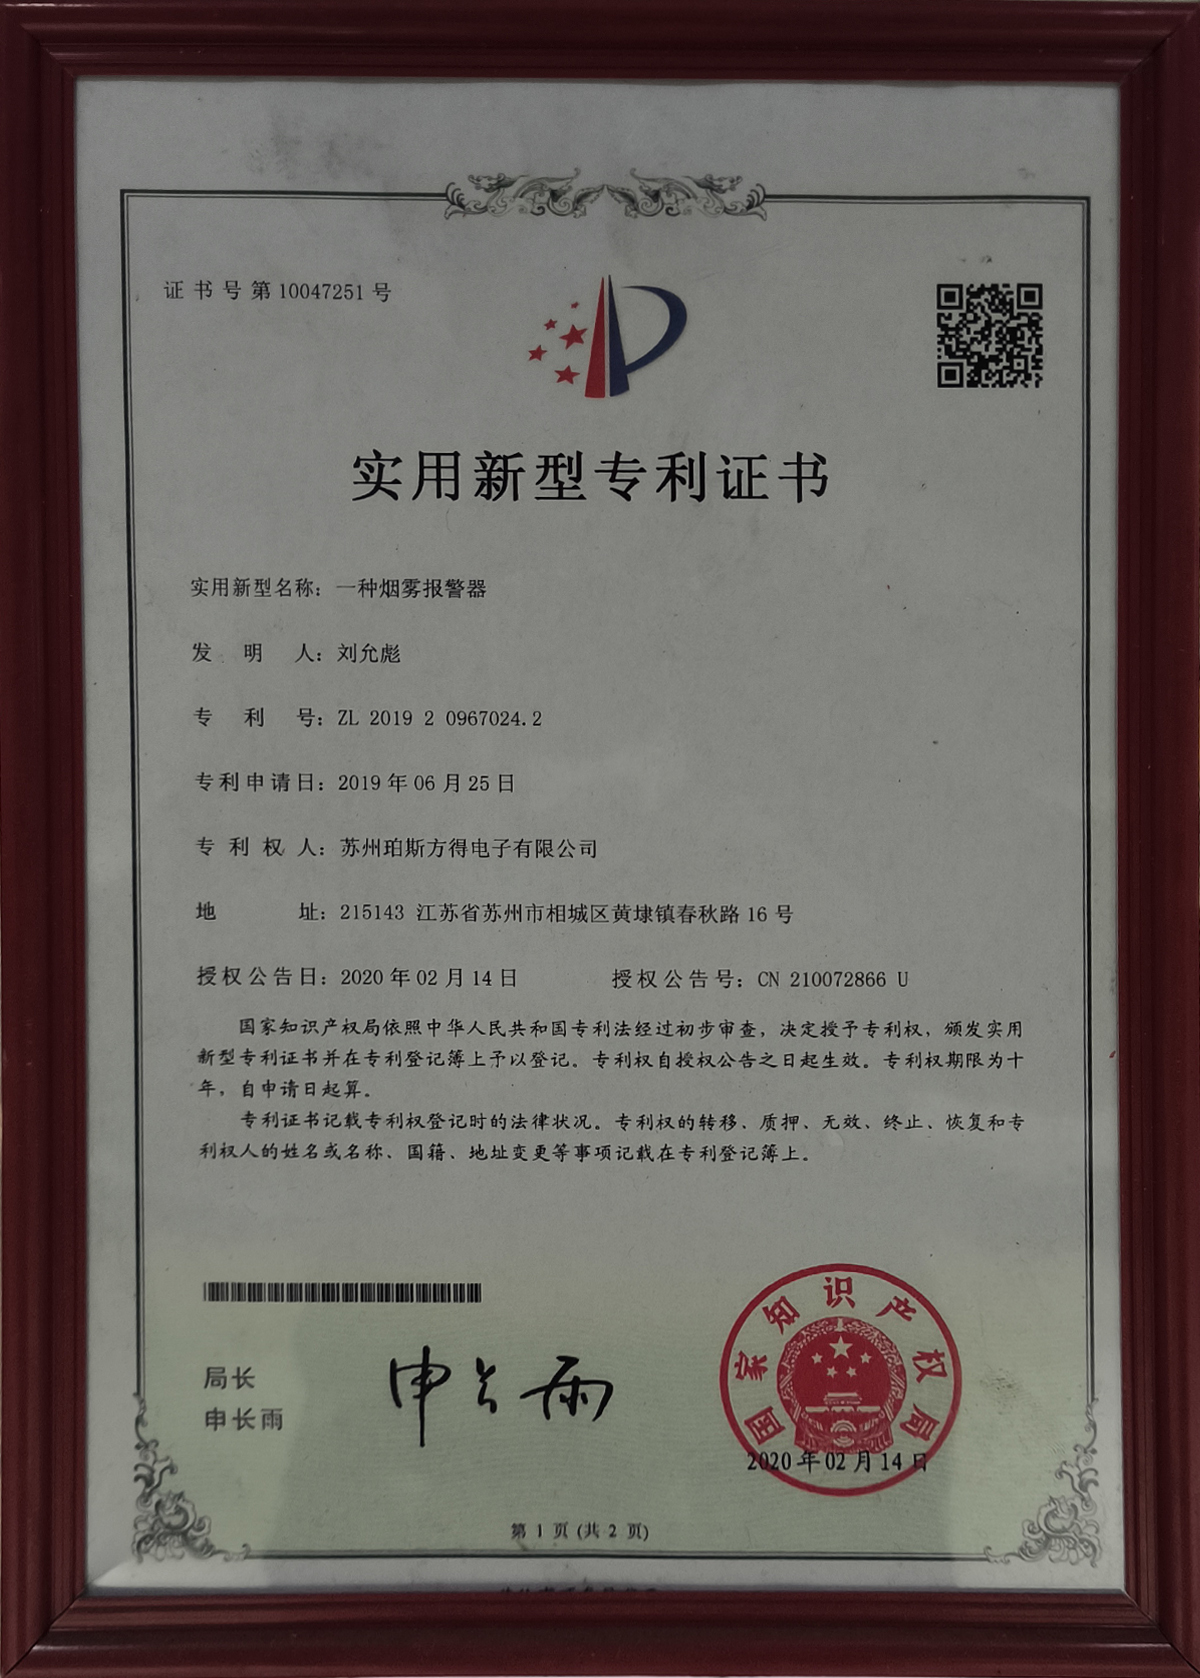 证书号第10047251号
实用新型专利证书
实用新型名称：一种烟雾报警器
发明人：刘允彪
专利号：ZL 2019 2 0967024.2
专利申请日：2019年06月25日
专利权人：苏州珀斯方得电子有限公司
地址：215143 江苏省苏州市相城区黄埭镇春秋路16号
授权公告日：2020年02月14日 授权公告号：CN 210072866 U
国家知识产权局依照中华人民共和国专利法经过初步审查，决定授予专利权，颁发实用
新型专利证书并在专利登记簿上予以登记。专利权自授权公告之日起生效。专利权期限为十
年，自申请日起算。
专利证书记载专利权登记时的法律状况。专利权的转移、质押、无效、终止、恢复和专
利权人的姓名或名称、国籍、地址变更等事项记载在专利登记簿上。
局长
申长雨
申长雨
国家知识产权局
2020年02月14日
第 1 页 (共 2 页)